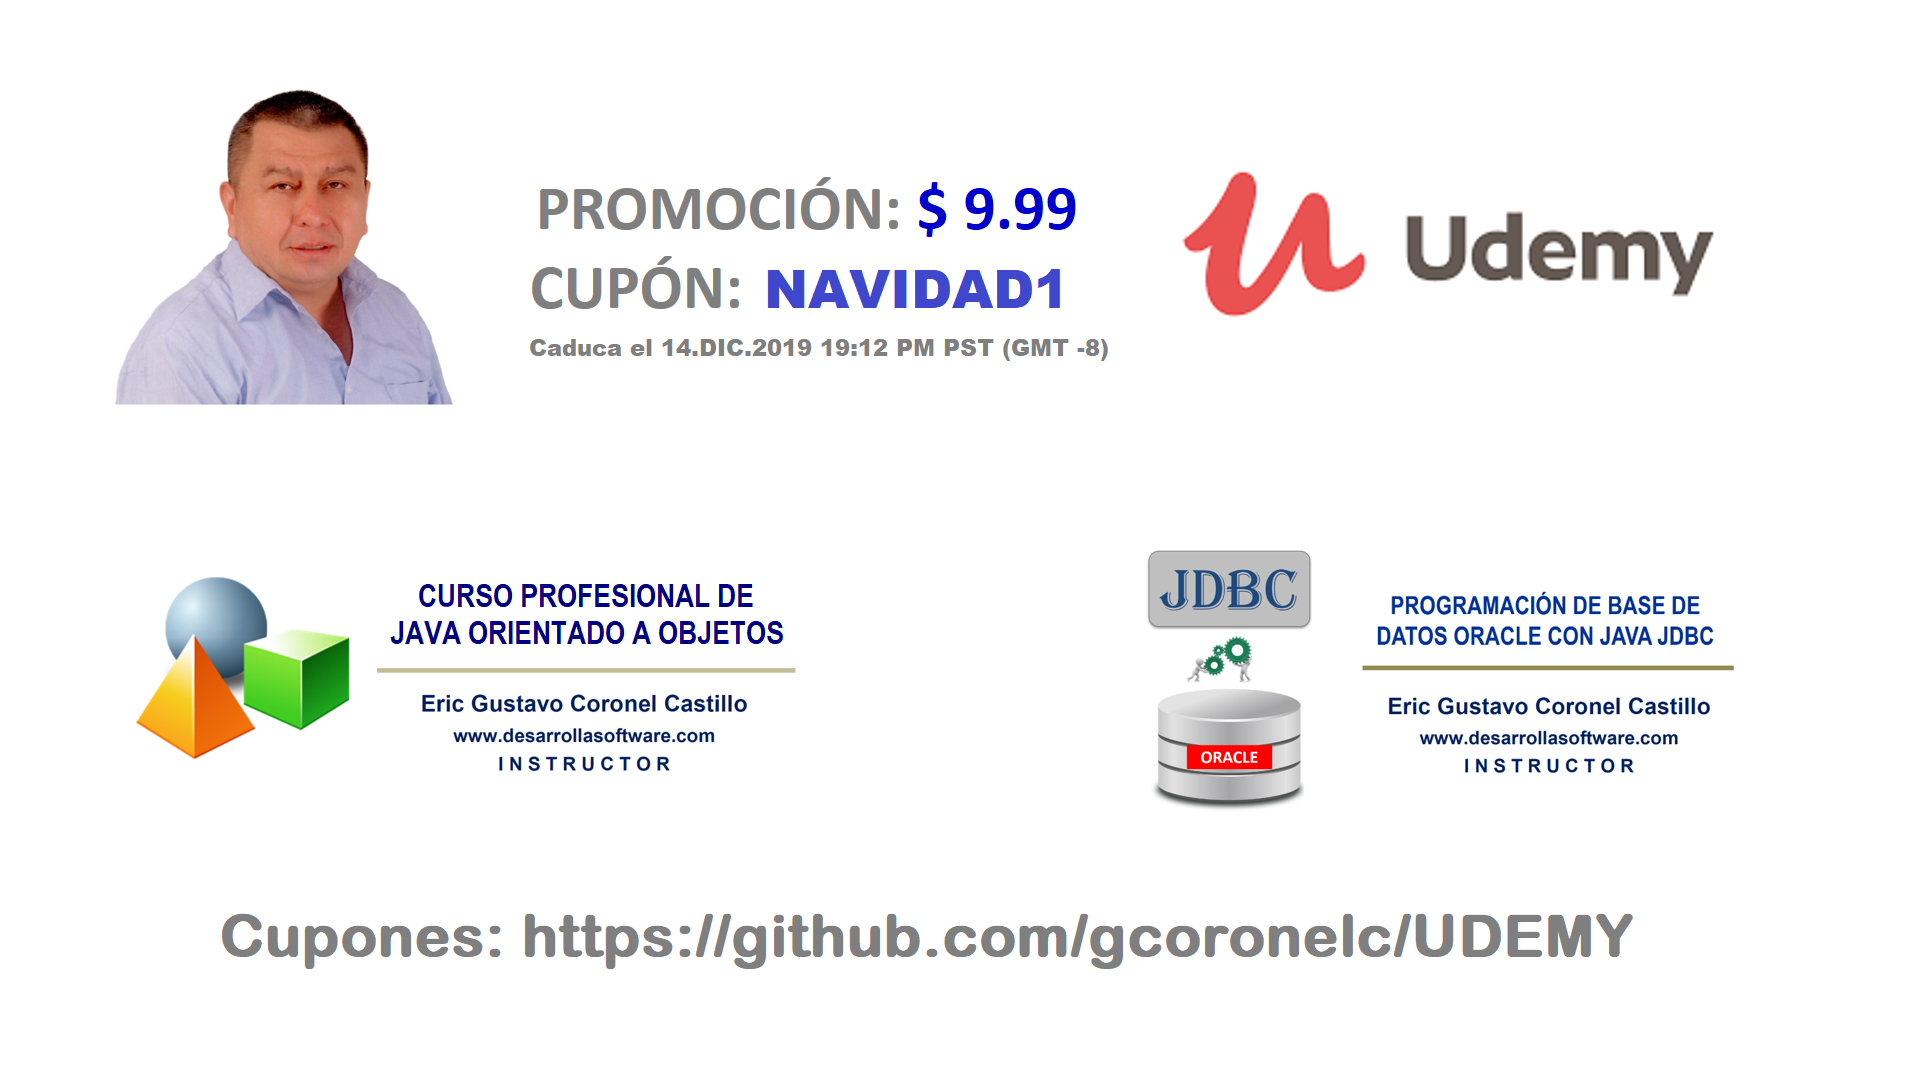 PROMOCIÓN: $ 9.99
CUPÓN: NAVIDAD1
Caduca el 14.DIC.2019 19:12 PM PST (GMT -8)
Udemy
CURSO PROFESIONAL DE
JAVA ORIENTADO A OBJETOS
Eric Gustavo Coronel Castillo
www.desarrollasoftware.com
INSTRUCTOR
JDBC
ORACLE
PROGRAMACIÓN DE BASE DE
DATOS ORACLE CON JAVA JDBC
Eric Gustavo Coronel Castillo
www.desarrollasoftware.com
INSTRUCTOR
Cupones: https://github.com/gcoronelc/UDEMY